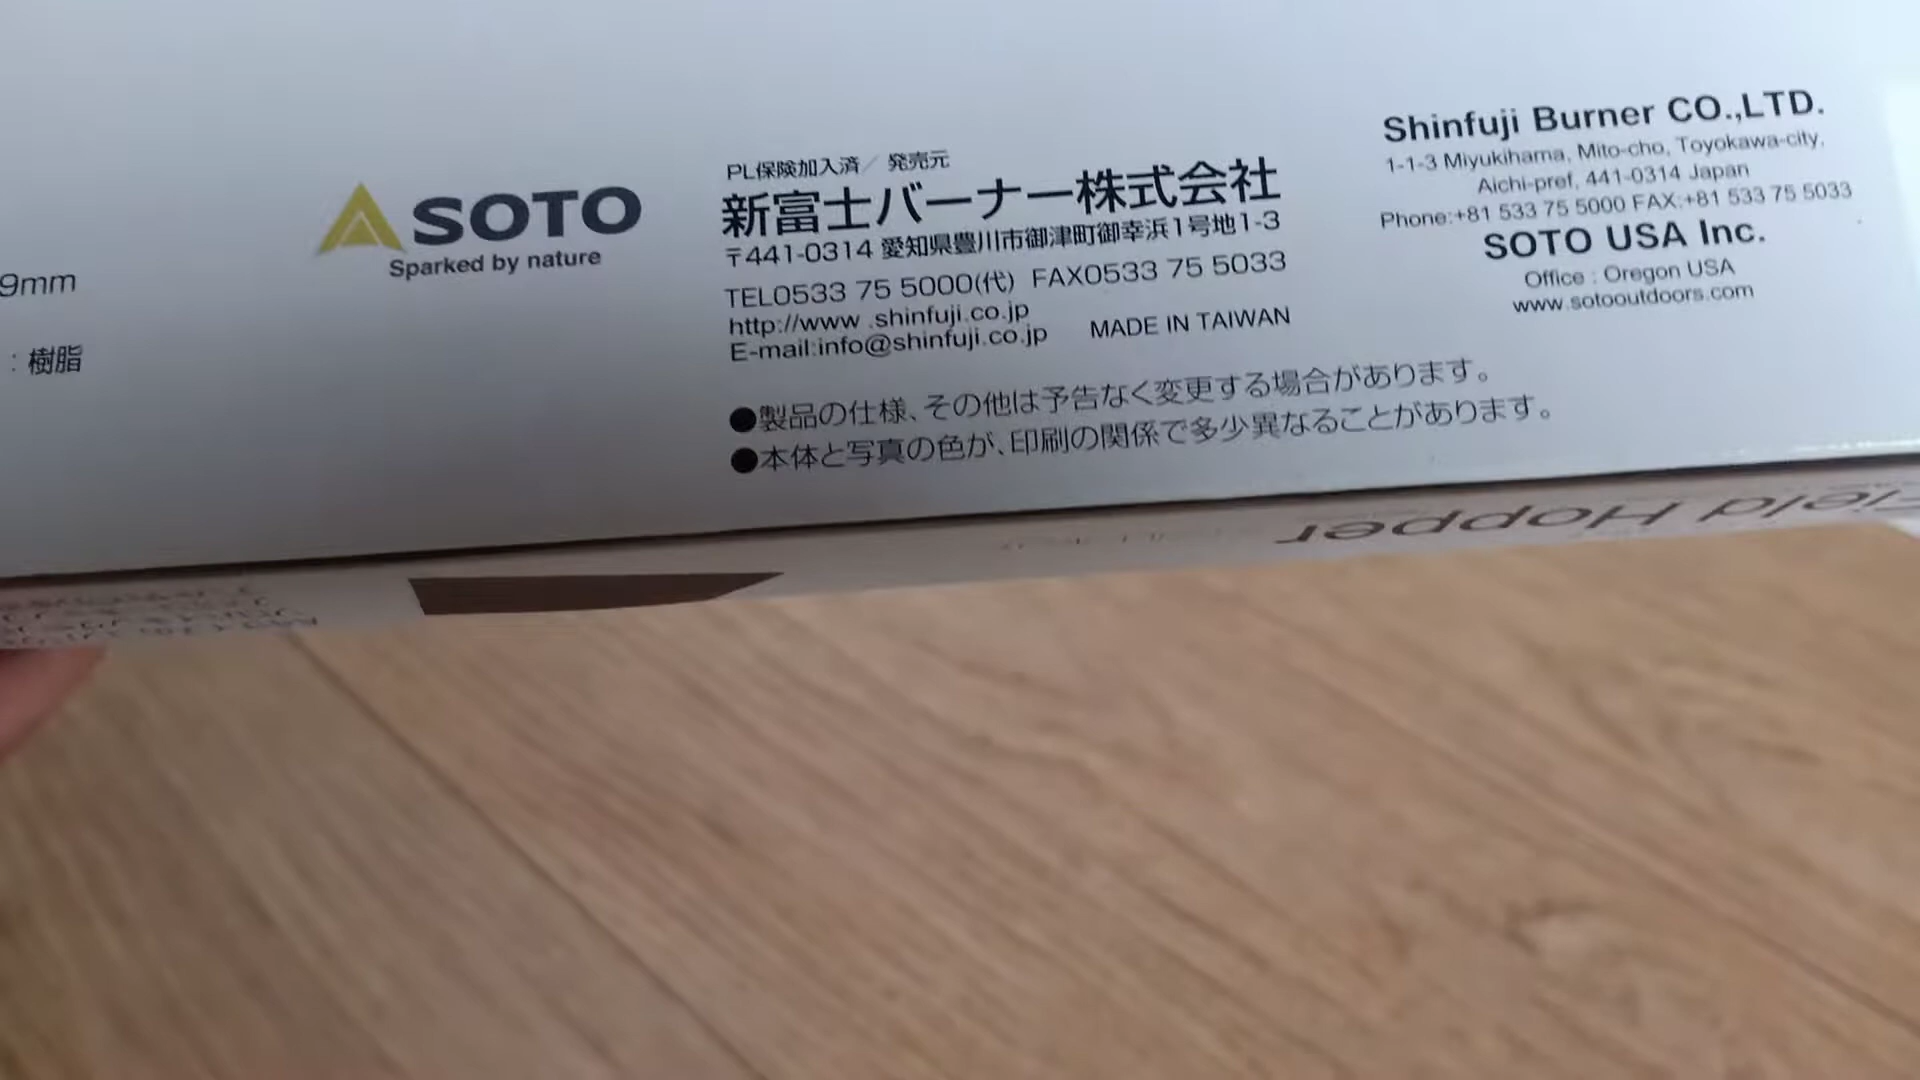 9mm
：樹脂
SOTO
Sparked by nature
PL保険加入済／発売元
新富士バーナー株式会社
〒441-0314 愛知県豊川市御津町御幸浜1号地1-3
TEL0533 75 5000(代) FAX0533 75 5033
http://www .shinfuji.co.jp
E-mail:info@shinfuji.co.jp MADE IN TAIWAN
●製品の仕様、その他は予告なく変更する場合があります。
●本体と写真の色が、印刷の関係で多少異なることがあります。
Shinfuji Burner CO.,LTD.
1-1-3 Miyukihama, Mito-cho, Toyokawa-city,
Aichi-pref, 441-0314 Japan
Phone:+81 533 75 5000 FAX:+81 533 75 5033
SOTO USA Inc.
Office : Oregon USA
www.sotooutdoors.com
Field Hopper